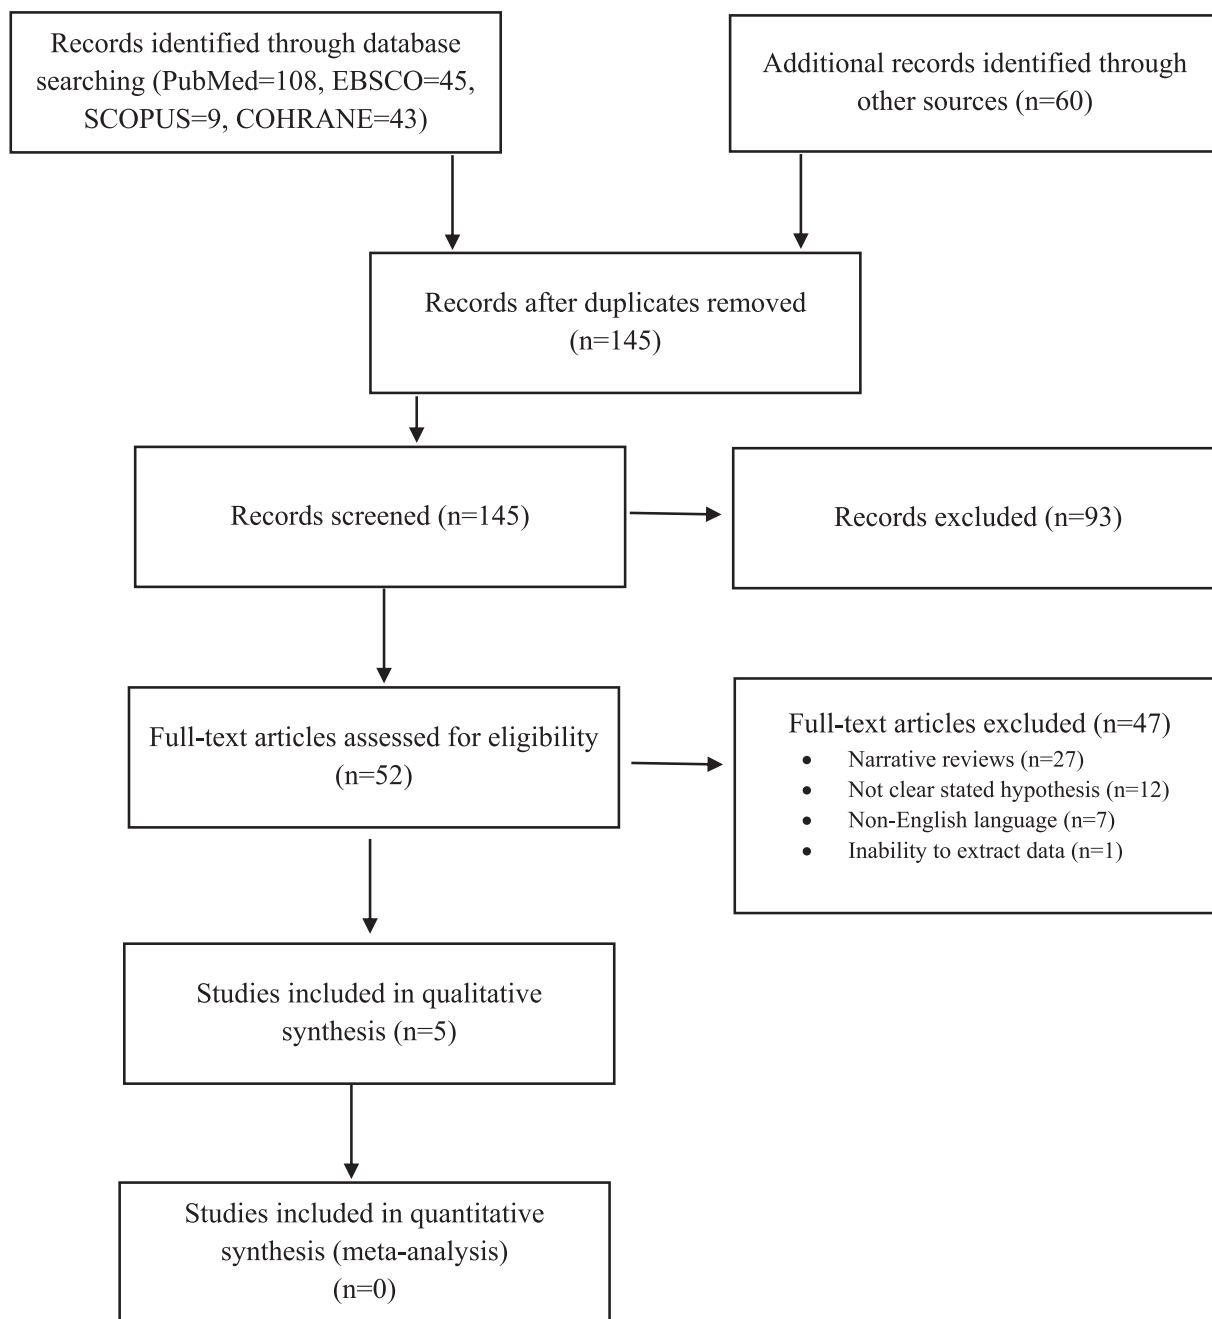 Records identified through database
searching (PubMed=108, EBSCO=45,
SCOPUS=9, COHRANE=43)
Additional records identified through
other sources (n=60)
Records after duplicates removed
(n=145)
Records screened (n=145)
Records excluded (n=93)
Full-text articles assessed for eligibility
(n=52)
Full-text articles excluded (n=47)
• Narrative reviews (n=27)
• Not clear stated hypothesis (n=12)
• Non-English language (n=7)
• Inability to extract data (n=1)
Studies included in qualitative
synthesis (n=5)
Studies included in quantitative
synthesis (meta-analysis)
(n=0)